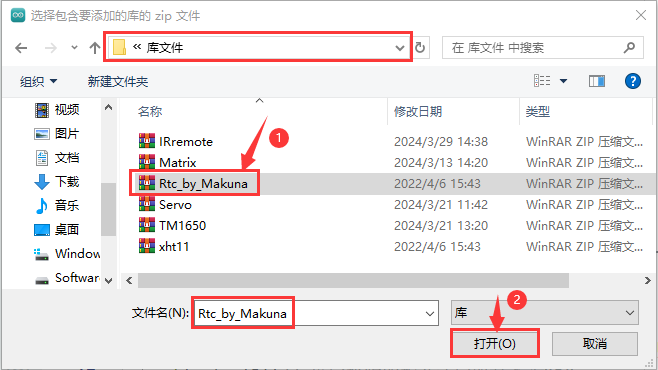 选择包含要添加的库的 zip 文件
« 库文件
在 库文件 中搜索
组织 新建文件夹
名称 修改日期 类型
视频
图片
文档
下载
音乐
桌面
Window
Software
IRremote 2024/3/29 14:38 WinRAR ZIP 压缩文...
Matrix 2024/3/13 14:20 WinRAR ZIP 压缩文...
Rtc_by_Makuna 2022/4/6 15:43 WinRAR ZIP 压缩文...
Servo 2024/3/21 11:42 WinRAR ZIP 压缩文...
TM1650 2024/3/21 13:20 WinRAR ZIP 压缩文...
xht11 2022/4/6 15:43 WinRAR ZIP 压缩文...
1
文件名(N): Rtc_by_Makuna 库
2
打开(O) 取消